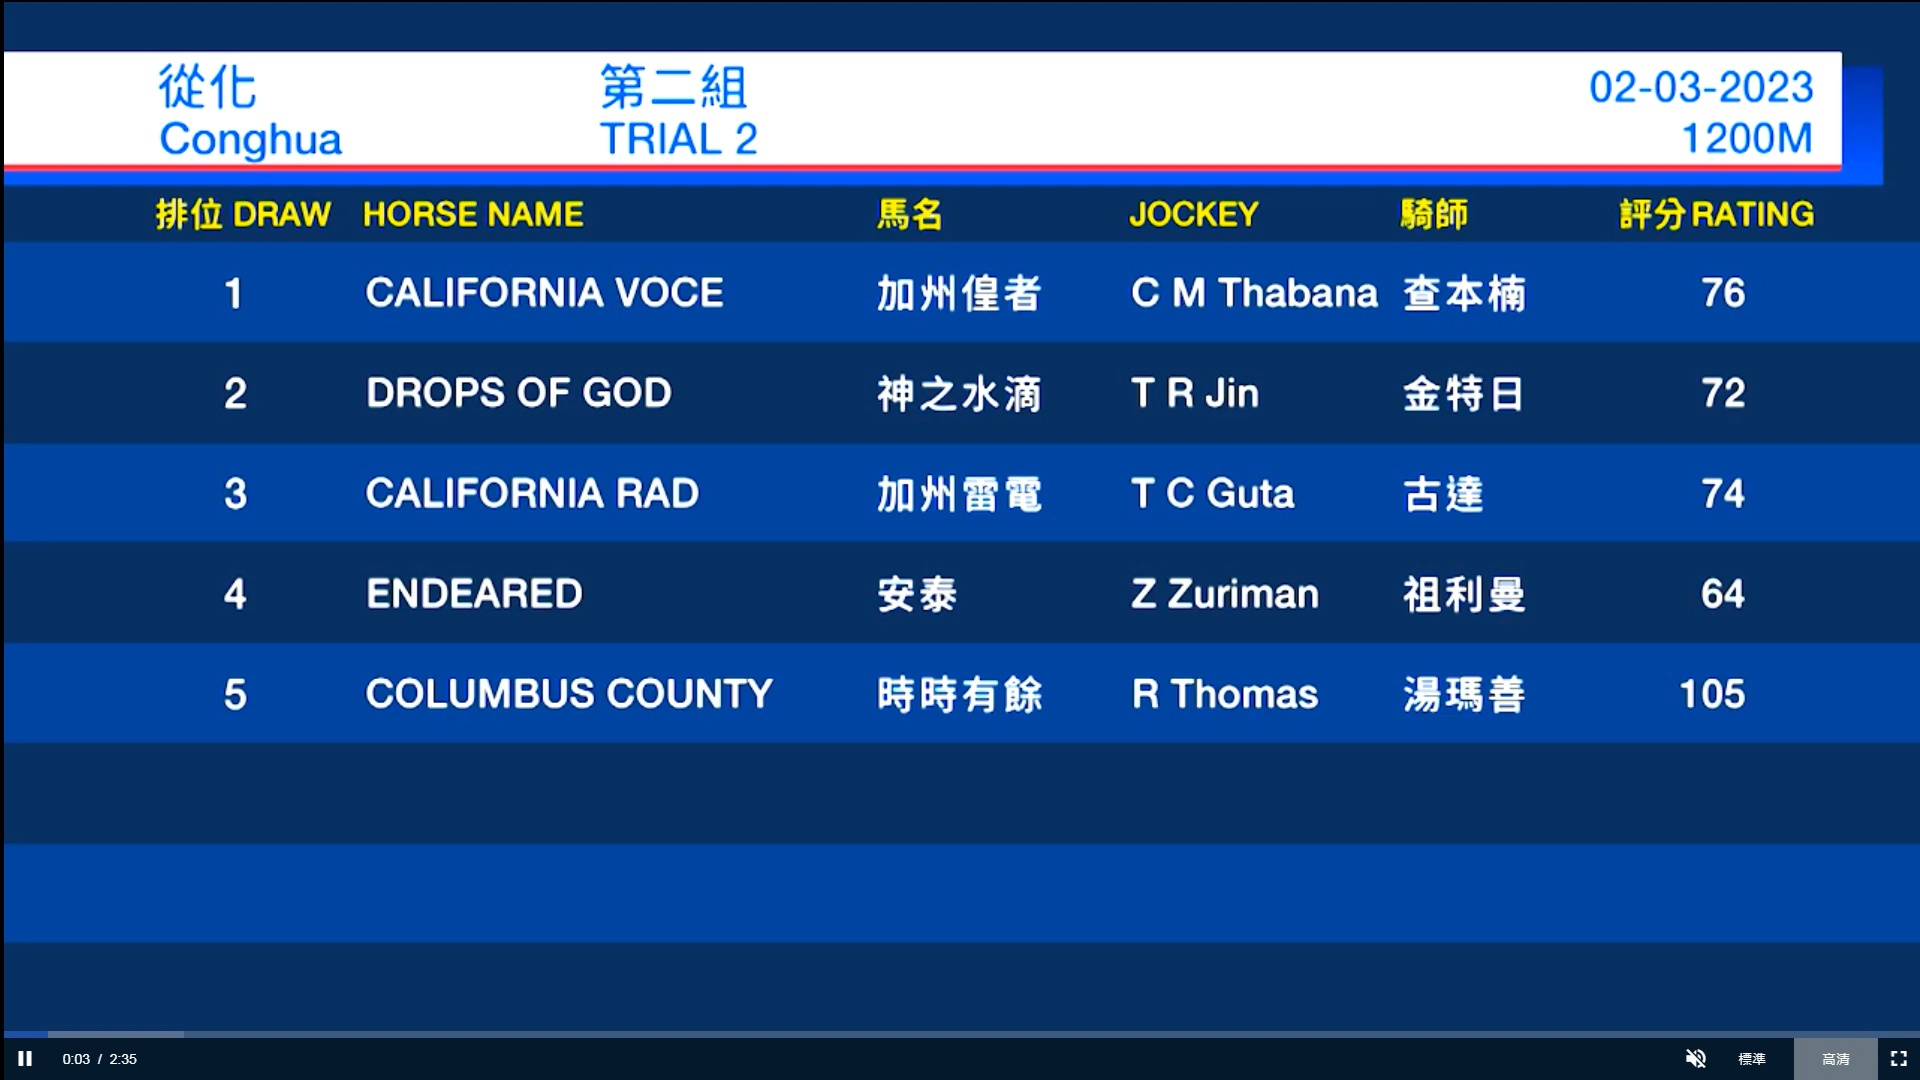 從化 第二組 02-03-2023
Conghua TRIAL 2 1200M
排位 DRAW HORSE NAME 馬名 JOCKEY 騎師 評分 RATING
1 CALIFORNIA VOCE 加州偟者 C M Thabana 查本楠 76
2 DROPS OF GOD 神之水滴 T R Jin 金特日 72
3 CALIFORNIA RAD 加州雷電 T C Guta 古達 74
4 ENDEARED 安泰 Z Zuriman 祖利曼 64
5 COLUMBUS COUNTY 時時有餘 R Thomas 湯瑪善 105
0:03 / 2:35 標準 高清